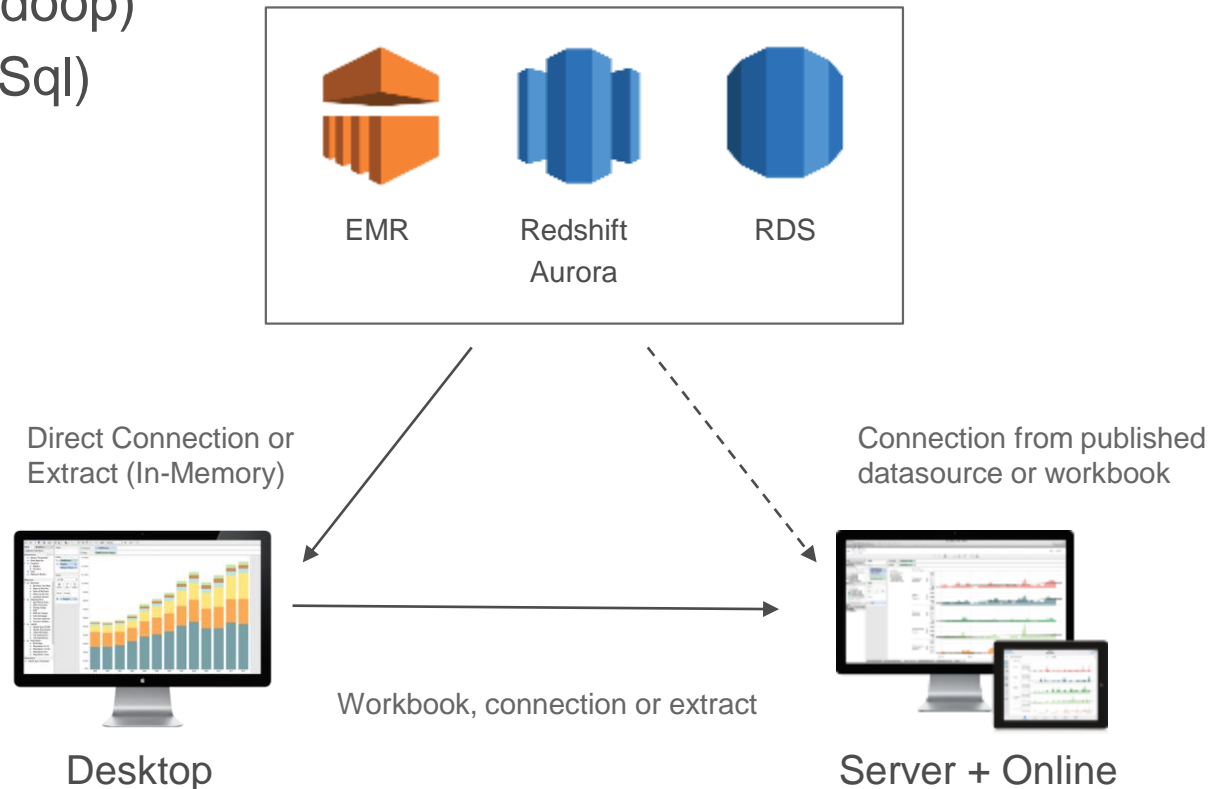 doop)
Sql)
EMR
Redshift
Aurora
RDS
Direct Connection or
Extract (In-Memory)
Connection from published
datasource or workbook
Workbook, connection or extract
Desktop
Server + Online